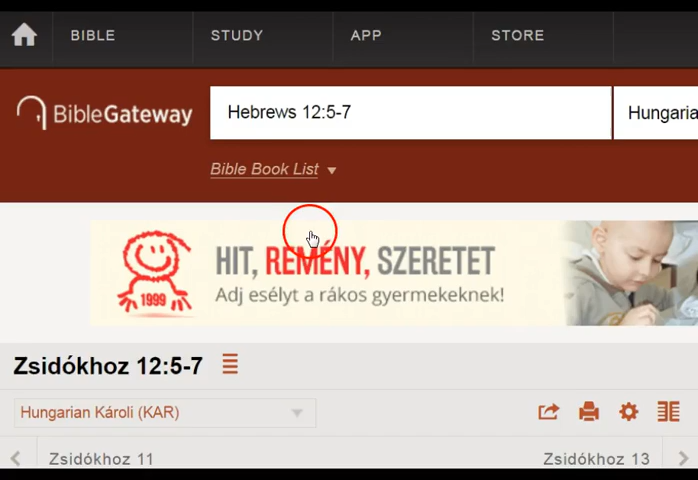 BIBLE STUDY APP STORE
BibleGateway Hebrews 12:5-7 Hungaria
Bible Book List
HIT, REMÉNY, SZERETET
Adj esélyt a rákos gyermekeknek!
1999
Zsidókhoz 12:5-7
Hungarian Károli (KAR)
Zsidókhoz 11 Zsidókhoz 13